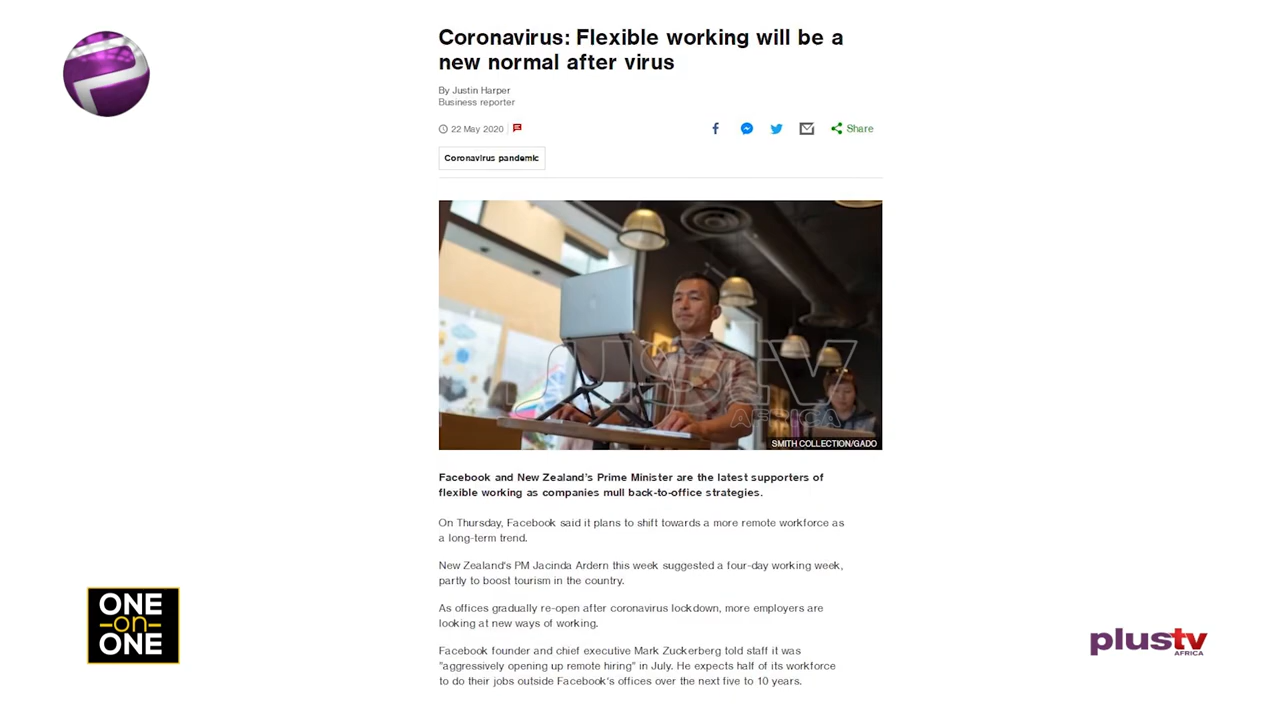 Coronavirus: Flexible working will be a
new normal after virus
By Justin Harper
Business reporter
22 May 2020
Share
Coronavirus pandemic
plustv
AFRICA
SMITH COLLECTION/GADO
Facebook and New Zealand's Prime Minister are the latest supporters of
flexible working as companies mull back-to-office strategies.
On Thursday, Facebook said it plans to shift towards a more remote workforce as
a long-term trend.
New Zealand's PM Jacinda Ardern this week suggested a four-day working week,
partly to boost tourism in the country.
As offices gradually re-open after coronavirus lockdown, more employers are
looking at new ways of working.
Facebook founder and chief executive Mark Zuckerberg told staff it was
"aggressively opening up remote hiring" in July. He expects half of its workforce
to do their jobs outside Facebook's offices over the next five to 10 years.
ONE
on
ONE
plustv
AFRICA